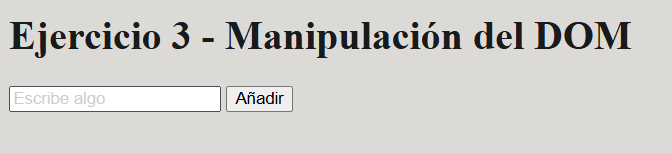 Ejercicio 3 - Manipulación del DOM
Escribe algo Añadir